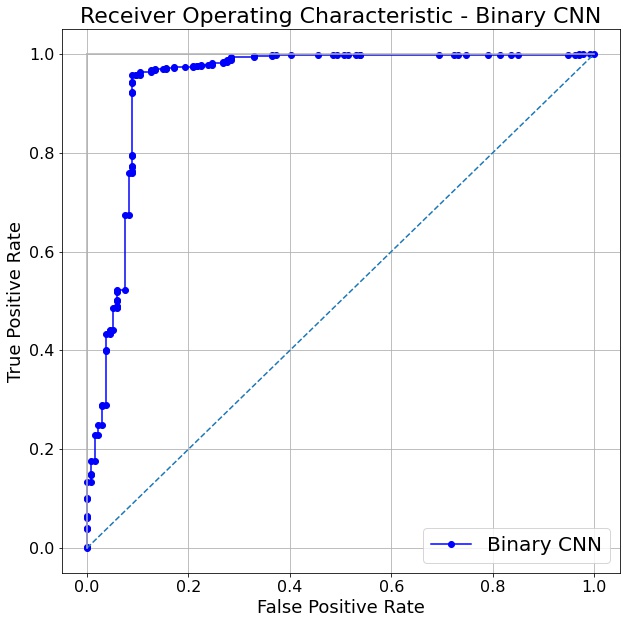 Receiver Operating Characteristic - Binary CNN
1.0
0.8
0.6
0.4
0.2
0.0
True Positive Rate
0.0 0.2 0.4 0.6 0.8 1.0
False Positive Rate
Binary CNN